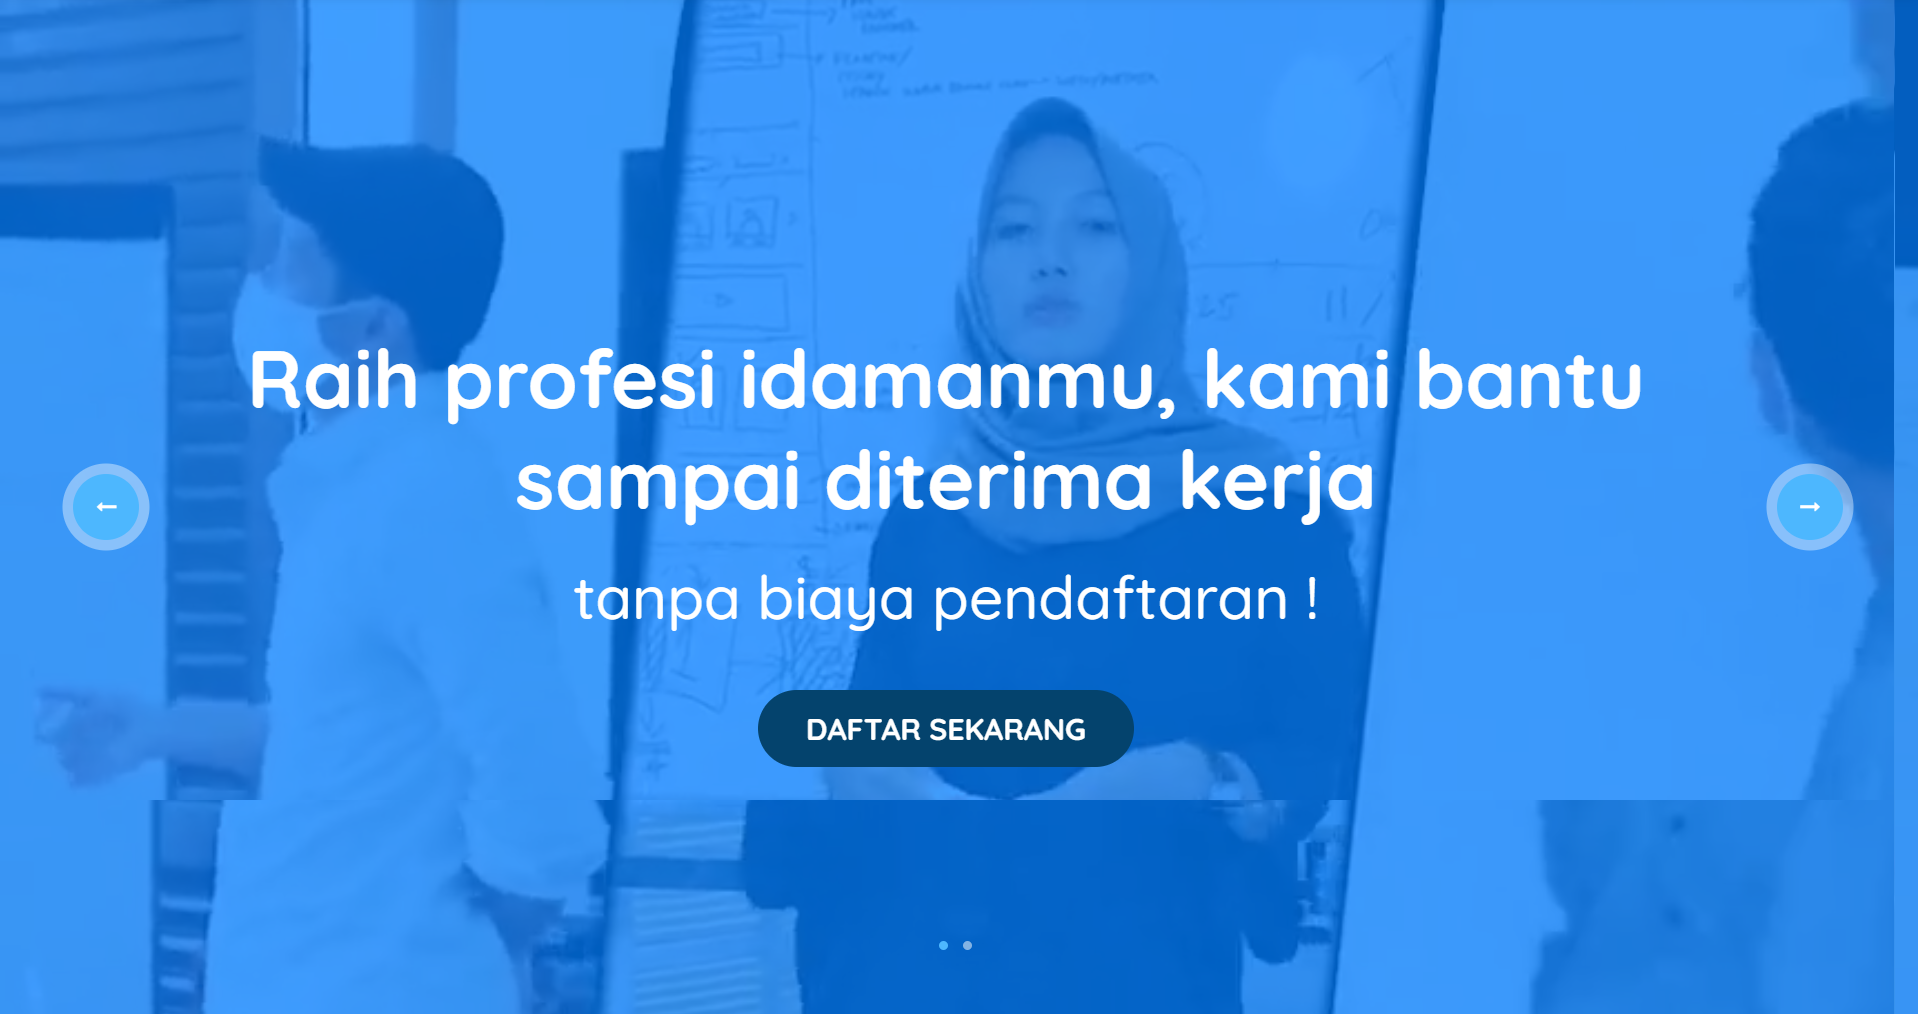 Raih profesi idamanmu, kami bantu
sampai diterima kerja
tanpa biaya pendaftaran !
DAFTAR SEKARANG